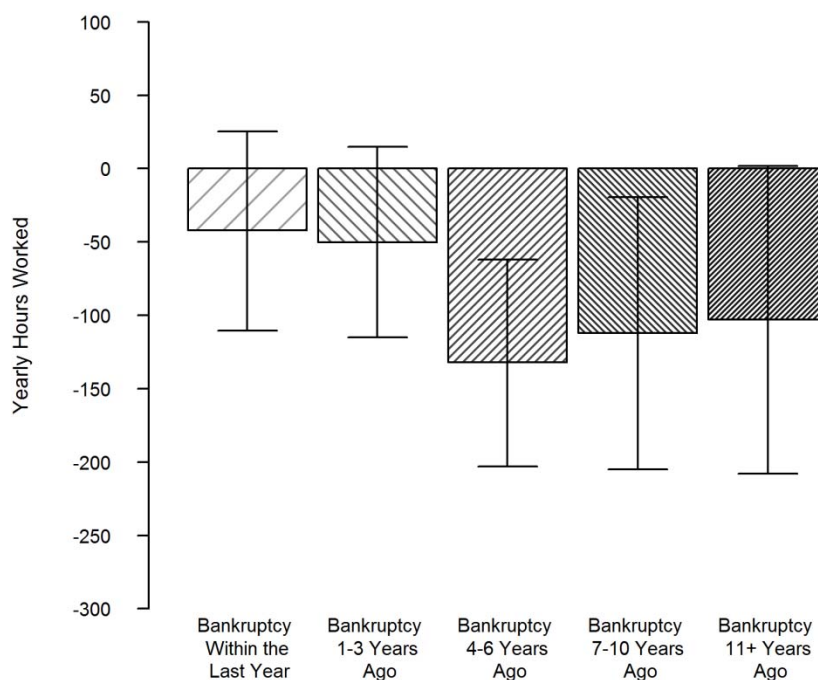 100
50
0
-50
-100
-150
-200
-250
-300
Yearly Hours Worked
Bankruptcy
Within the
Last Year
Bankruptcy
1-3 Years
Ago
Bankruptcy
4-6 Years
Ago
Bankruptcy
7-10 Years
Ago
Bankruptcy
11+ Years
Ago